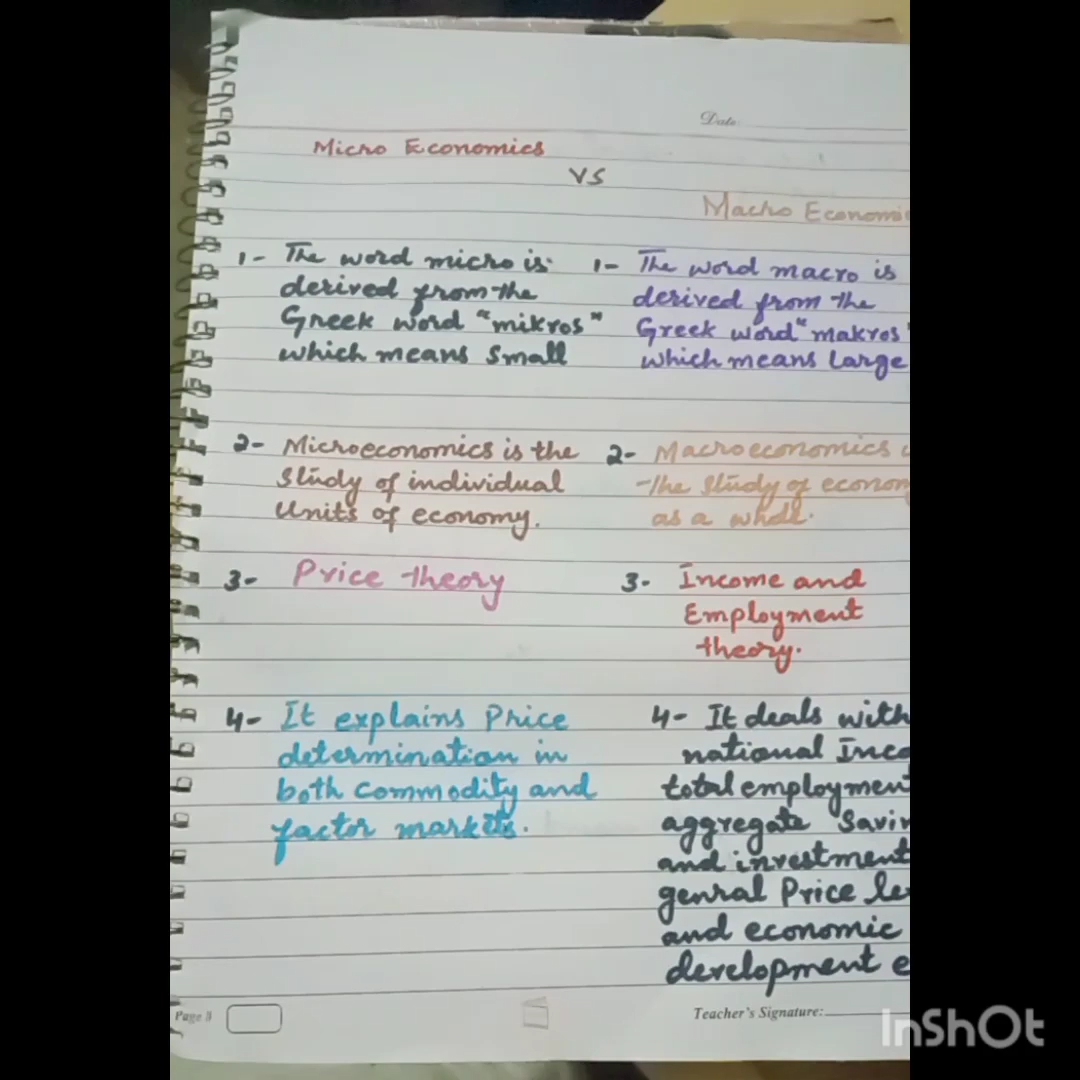 Date:
Micro Economics
VS
Macro Economic
1- The word micro is
derived from the
Greek word "mikros"
which means small
1- The word macro is
derived from the
Greek word "makros"
which means large
2- Microeconomics is the
study of individual
Units of economy.
2- Macroeconomics
the study of econom
as a whole.
3- Price theory
3- Income and
Employment
theory.
4- It explains Price
determination in
both commodity and
factor markets.
4- It deals with
national Inco
total employmen
aggregate Savin
and investment
genral Price le
and economic
development e
Page 3
Teacher's Signature:
InShOt